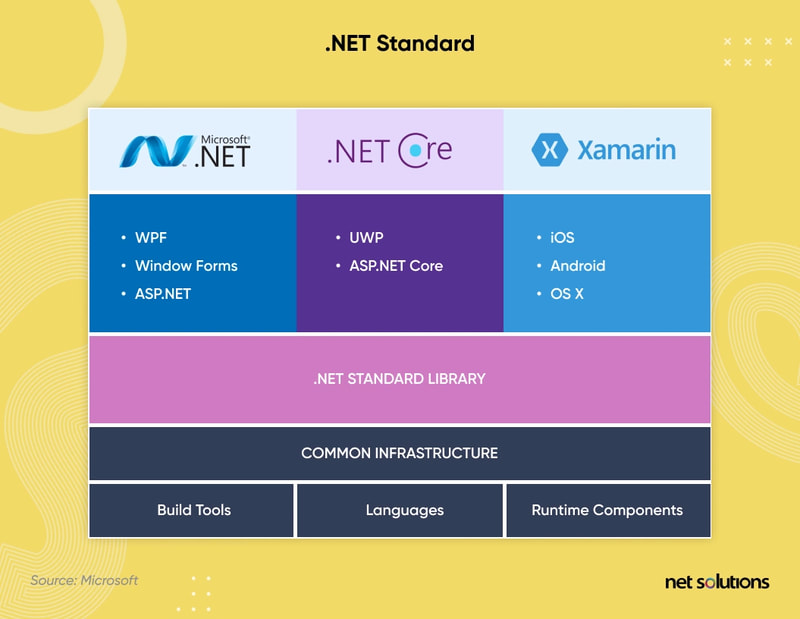 .NET Standard
Microsoft®
.NET
.NET Core
X Xamarin
• WPF
• Window Forms
• ASP.NET
• UWP
• ASP.NET Core
• iOS
• Android
• OS X
.NET STANDARD LIBRARY
COMMON INFRASTRUCTURE
Build Tools
Languages
Runtime Components
Source: Microsoft
net solutions